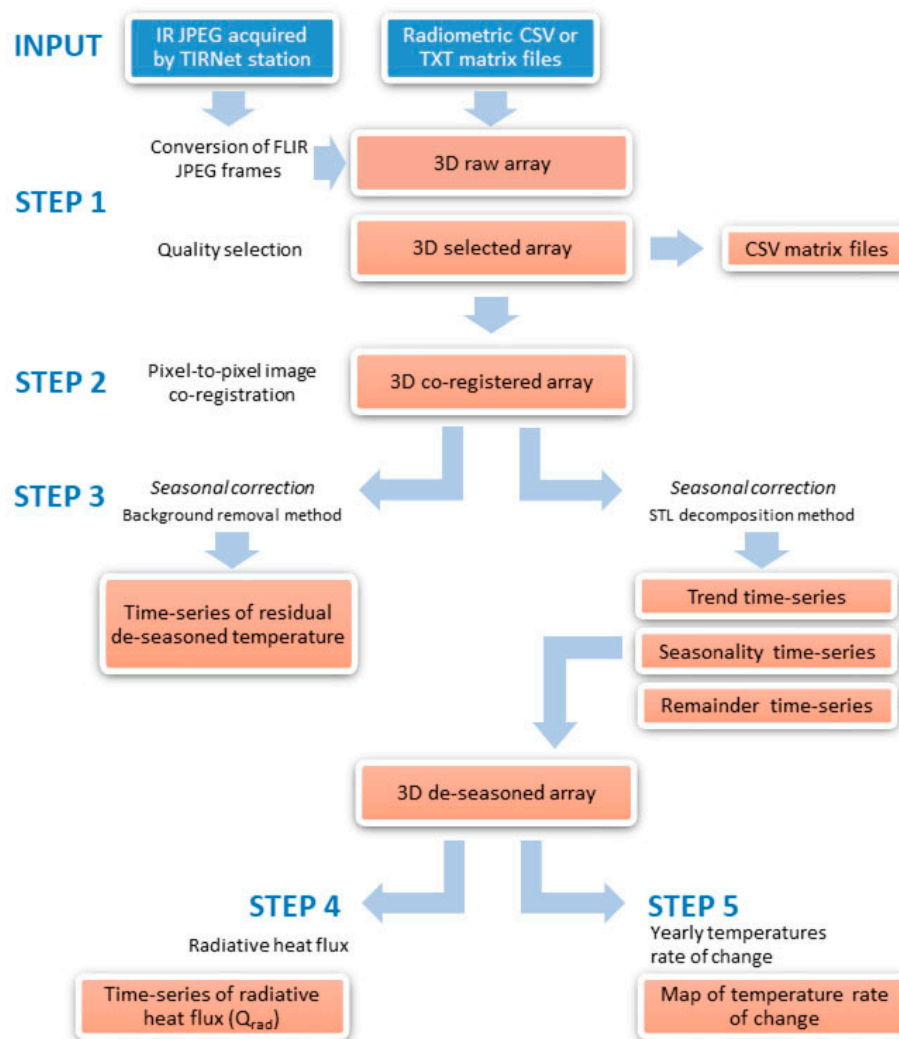 INPUT
IR JPEG acquired
by TIRNet station
Radiometric CSV or
TXT matrix files
STEP 1
Conversion of FLIR
JPEG frames
3D raw array
Quality selection
3D selected array
CSV matrix files
STEP 2
Pixel-to-pixel image
co-registration
3D co-registered array
STEP 3
Seasonal correction
Background removal method
Seasonal correction
STL decomposition method
Time-series of residual
de-seasoned temperature
Trend time-series
Seasonality time-series
Remainder time-series
3D de-seasoned array
STEP 4
Radiative heat flux
Time-series of radiative
heat flux (Qrad)
STEP 5
Yearly temperatures
rate of change
Map of temperature rate
of change